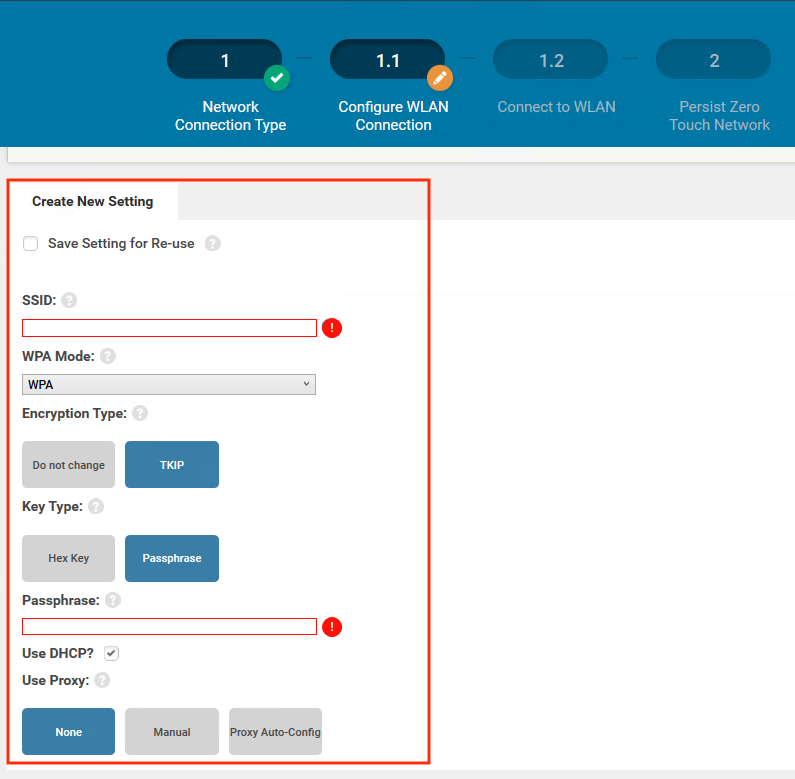 1
1.1
1.2
2
Network
Connection Type
Configure WLAN
Connection
Connect to WLAN
Persist Zero
Touch Network
Create New Setting
Save Setting for Re-use ?
SSID: ?
!
WPA Mode: ?
WPA
Encryption Type: ?
Do not change
TKIP
Key Type: ?
Hex Key
Passphrase
Passphrase: ?
!
Use DHCP?
Use Proxy: ?
None
Manual
Proxy Auto-Config